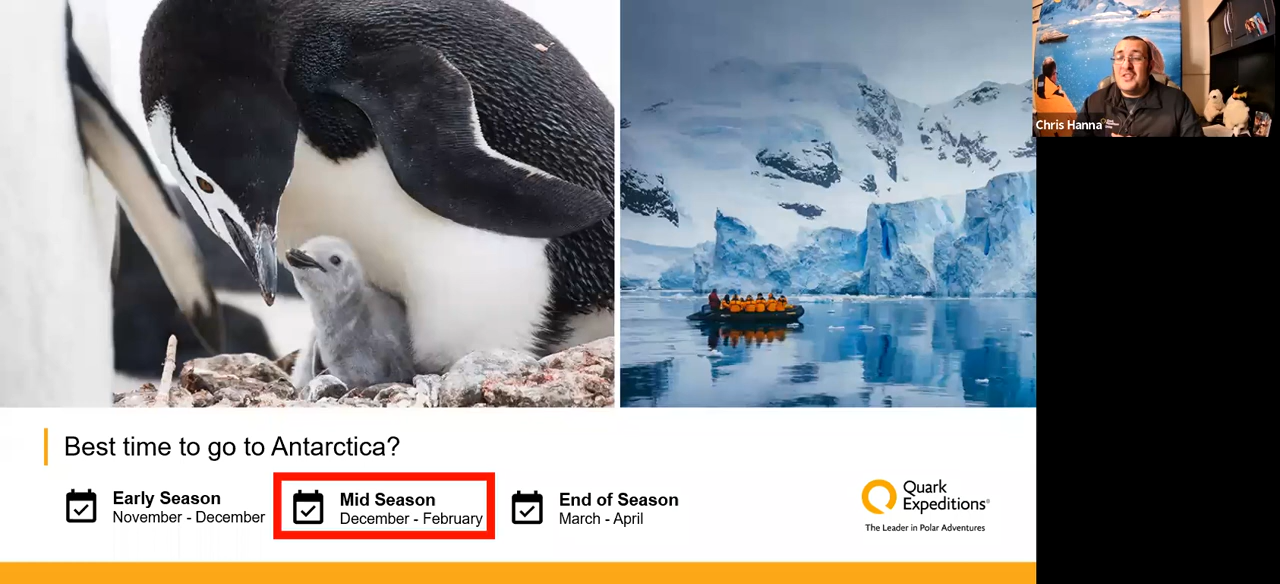 Chris Hanna
Best time to go to Antarctica?
Early Season
November - December
Mid Season
December - February
End of Season
March - April
Quark
Expeditions®
The Leader in Polar Adventures